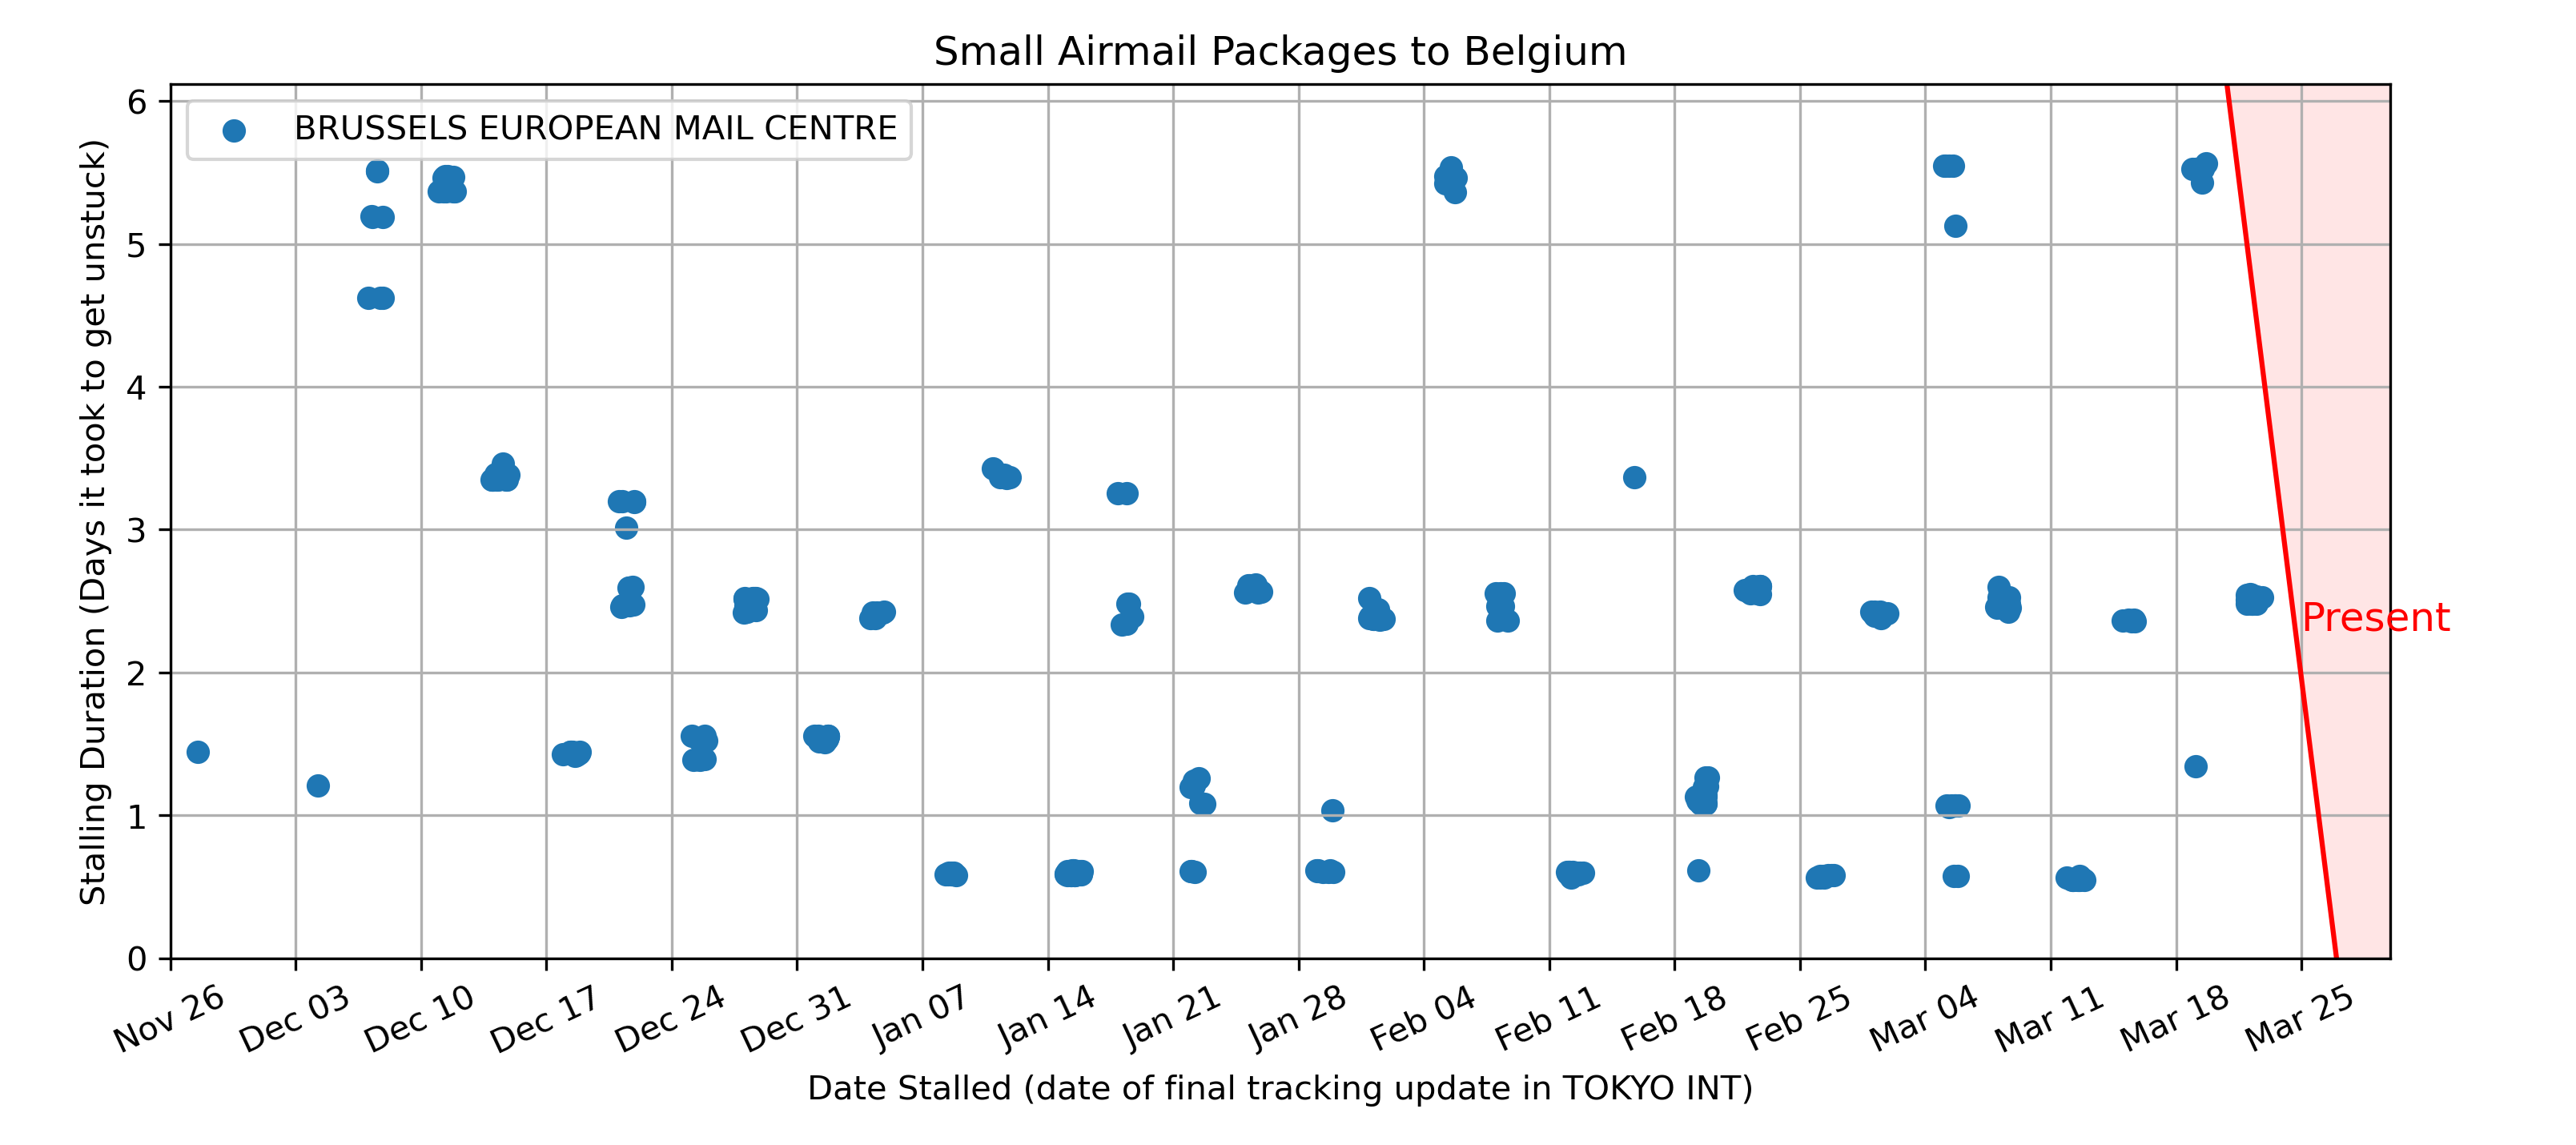 Small Airmail Packages to Belgium
BRUSSELS EUROPEAN MAIL CENTRE
Stalling Duration (Days it took to get unstuck)
6
5
4
3
2
1
0
Present
Nov 26
Dec 03
Dec 10
Dec 17
Dec 24
Dec 31
Jan 07
Jan 14
Jan 21
Jan 28
Feb 04
Feb 11
Feb 18
Feb 25
Mar 04
Mar 11
Mar 18
Mar 25
Date Stalled (date of final tracking update in TOKYO INT)